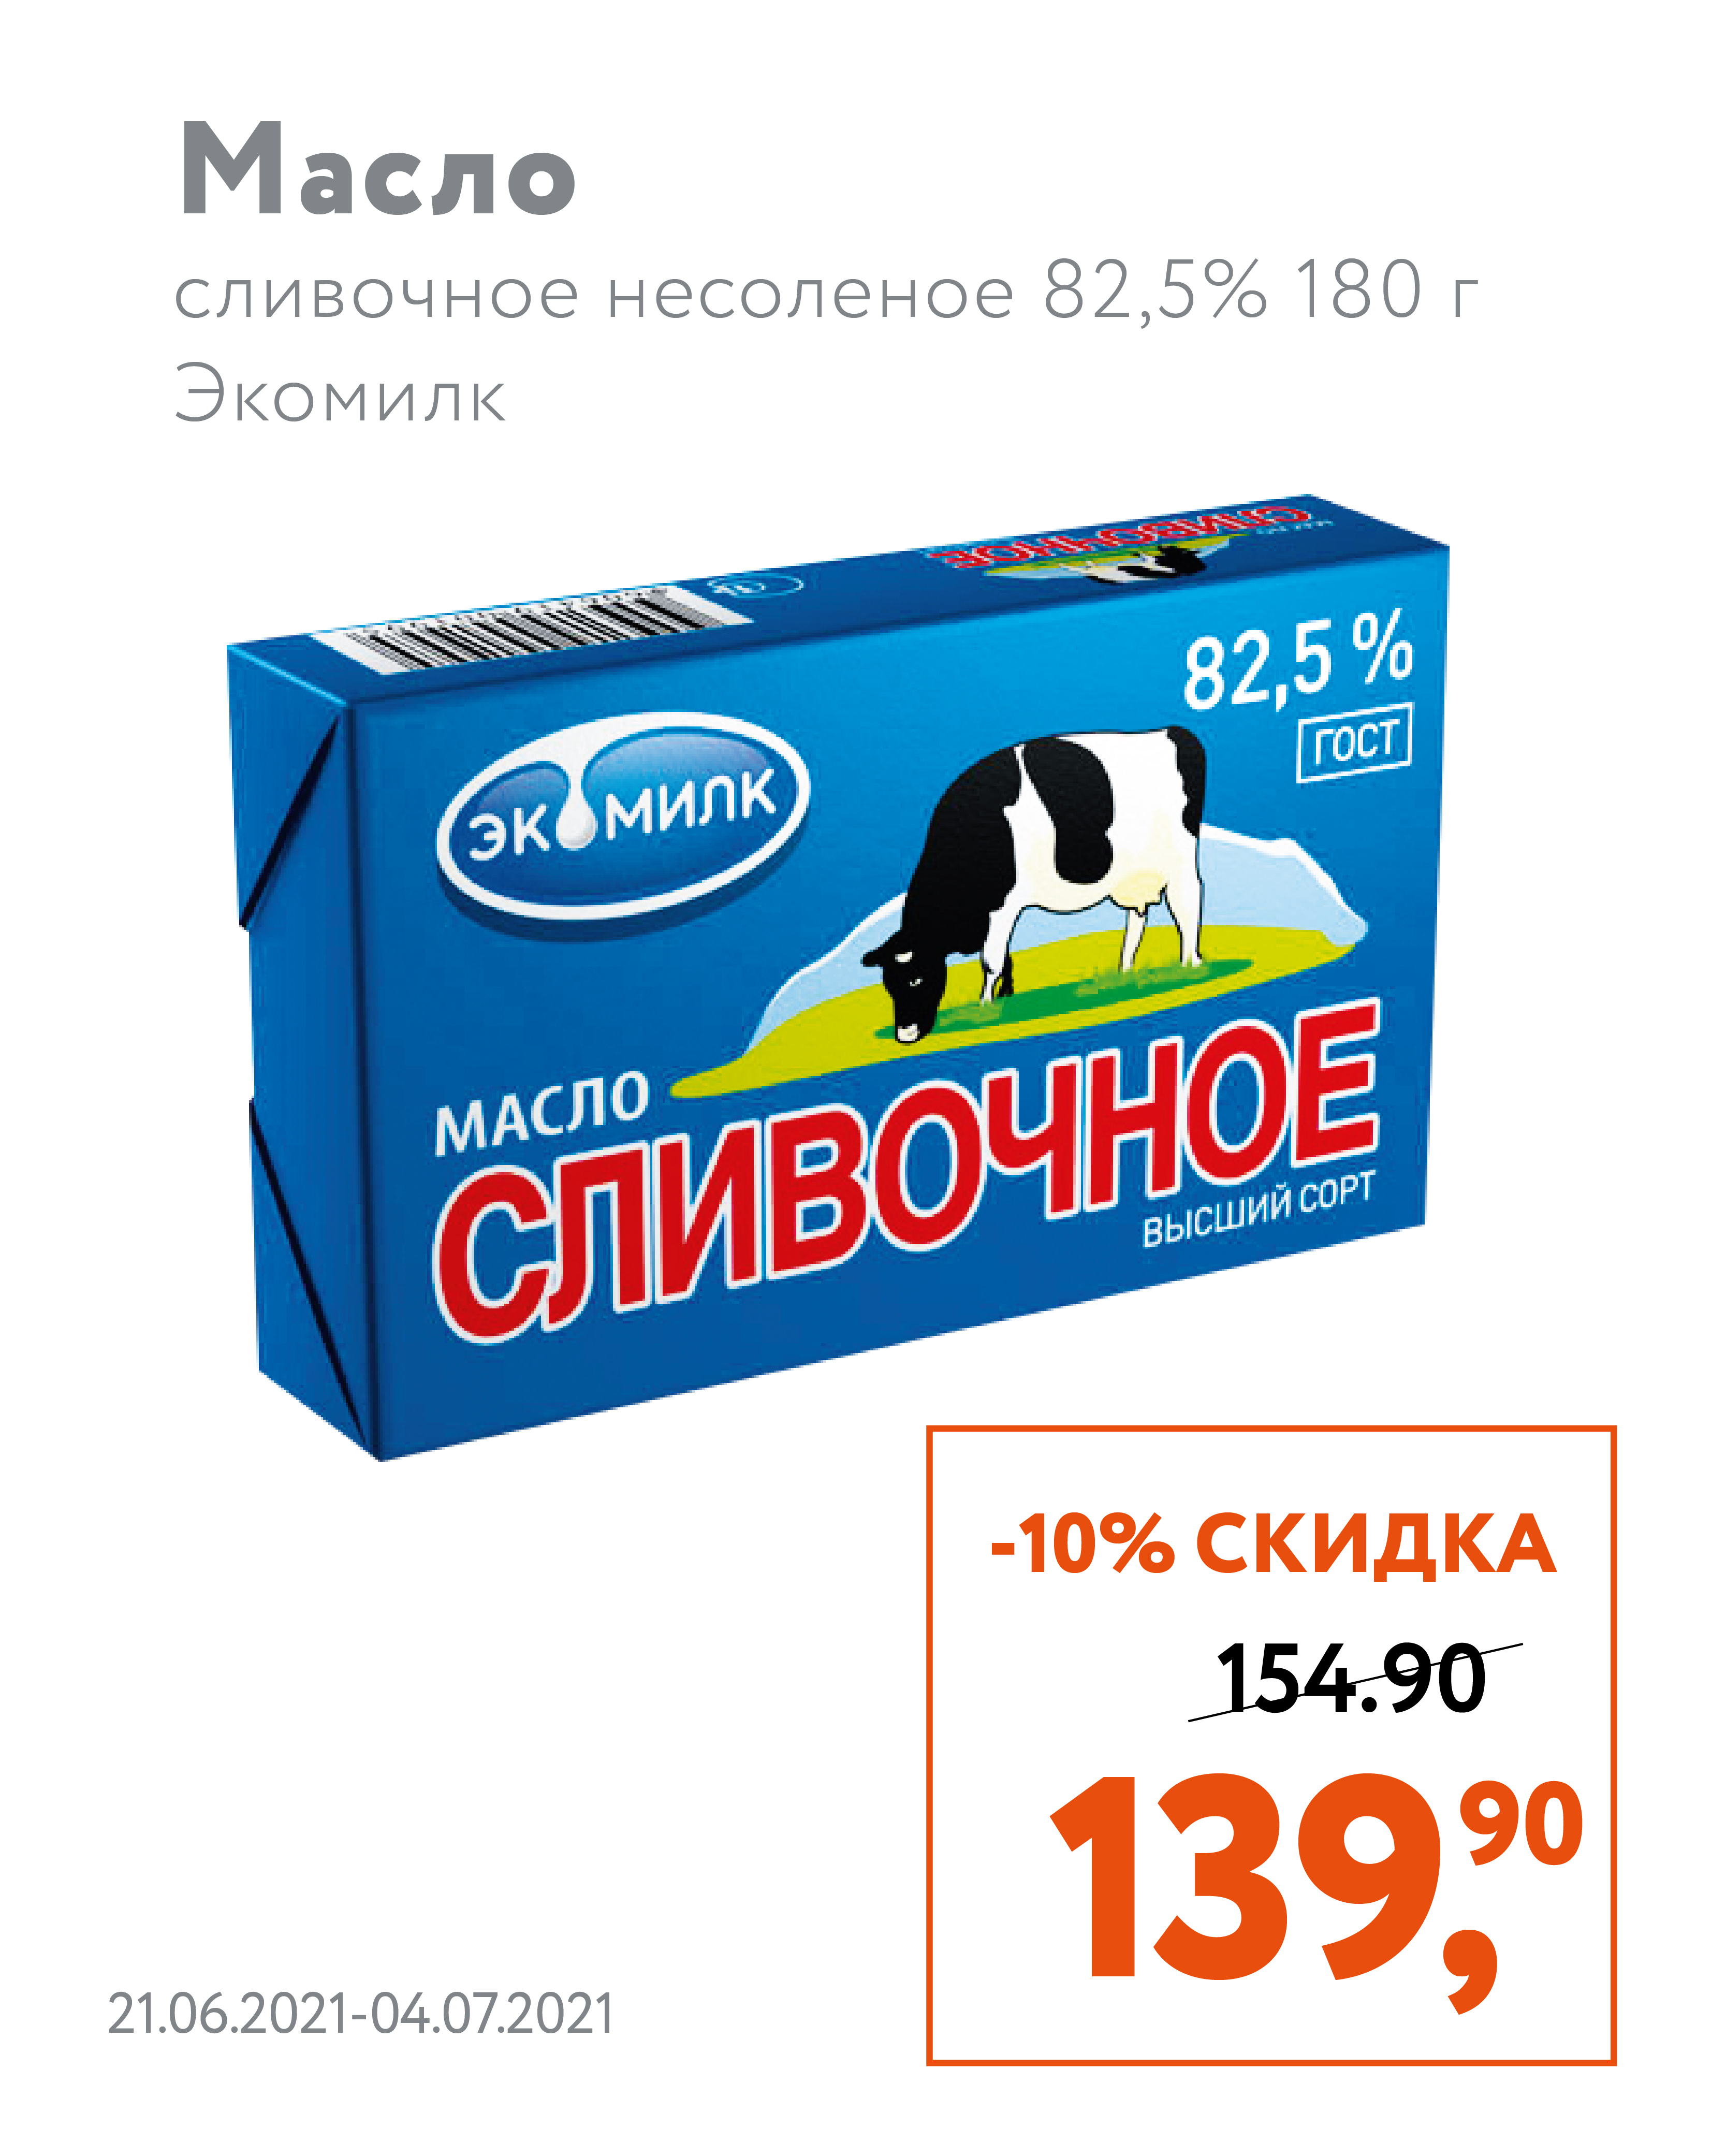 Масло
сливочное несоленое 82,5% 180 г
Экомилк
СЛИВОЧНОЕ
82,5 %
ГОСТ
ЭКОМИЛК
МАСЛО
СЛИВОЧНОЕ
ВЫСШИЙ СОРТ
-10% СКИДКА
154.90
139,90
21.06.2021-04.07.2021